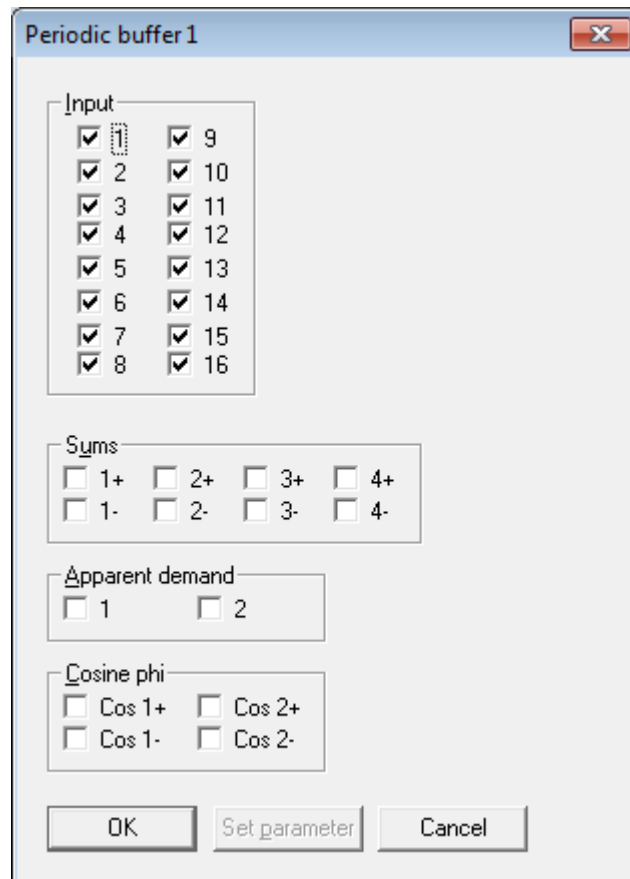 Periodic buffer 1
Input
1 9
2 10
3 11
4 12
5 13
6 14
7 15
8 16
Sums
1+ 2+ 3+ 4+
1- 2- 3- 4-
Apparent demand
1 2
Cosine phi
Cos 1+ Cos 2+
Cos 1- Cos 2-
OK Set parameter Cancel